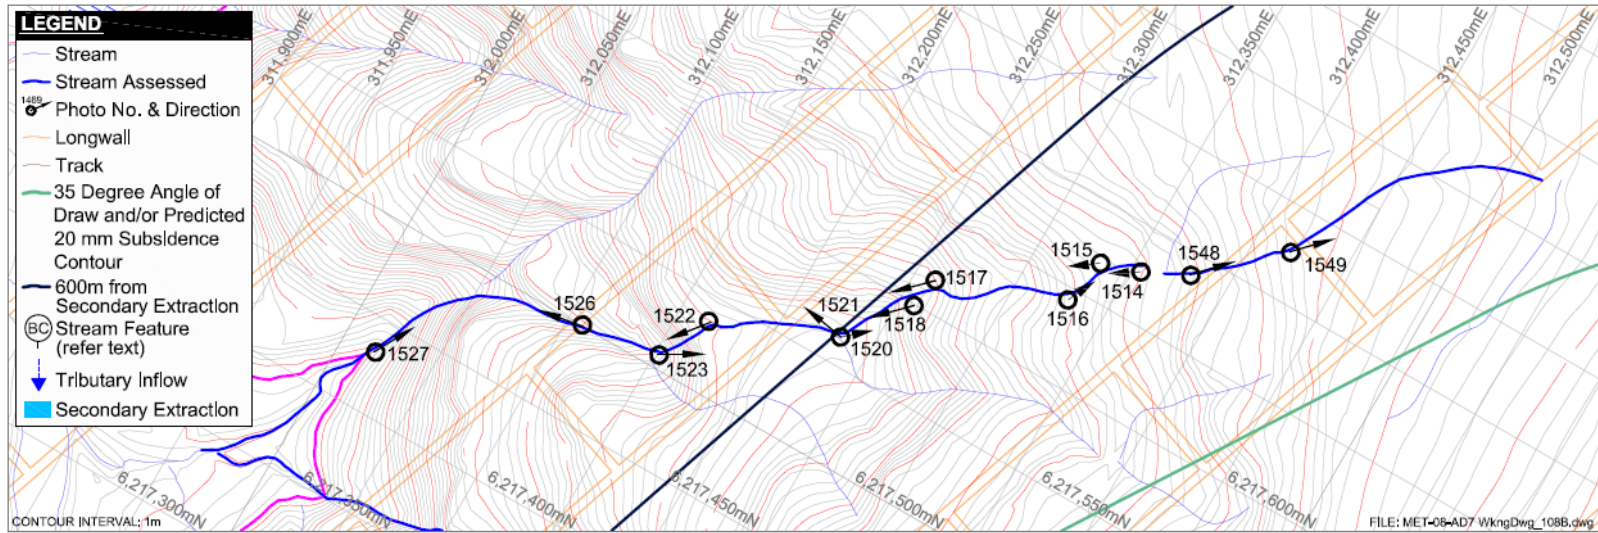 LEGEND
Stream
Stream Assessed
1469
Photo No. & Direction
Longwall
Track
35 Degree Angle of
Draw and/or Predicted
20 mm Subsidence
Contour
600m from
Secondary Extraction
BC
Stream Feature
(refer text)
Tributary Inflow
Secondary Extraction
CONTOUR INTERVAL: 1m
311,900mE
311,950mE
312,000mE
312,050mE
312,100mE
312,150mE
312,200mE
312,250mE
312,300mE
312,350mE
312,400mE
312,450mE
312,500mE
1527
1526
1522
1523
1521
1520
1517
1518
1515
1514
1516
1548
1549
6,217,300mN
6,217,350mN
6,217,400mN
6,217,450mN
6,217,500mN
6,217,550mN
6,217,600mN
FILE: MET-08-AD7 WkngDwg_108B.dwg